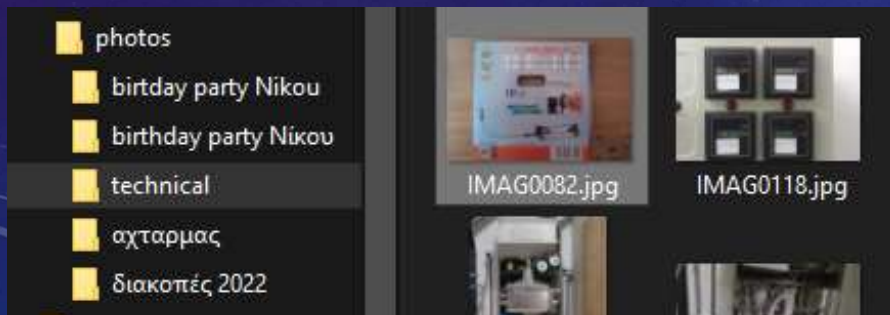 photos
birtday party Nikou
birthday party Νίκου
technical
αχταρμας
διακοπές 2022
IMAG0082.jpg
IMAG0118.jpg